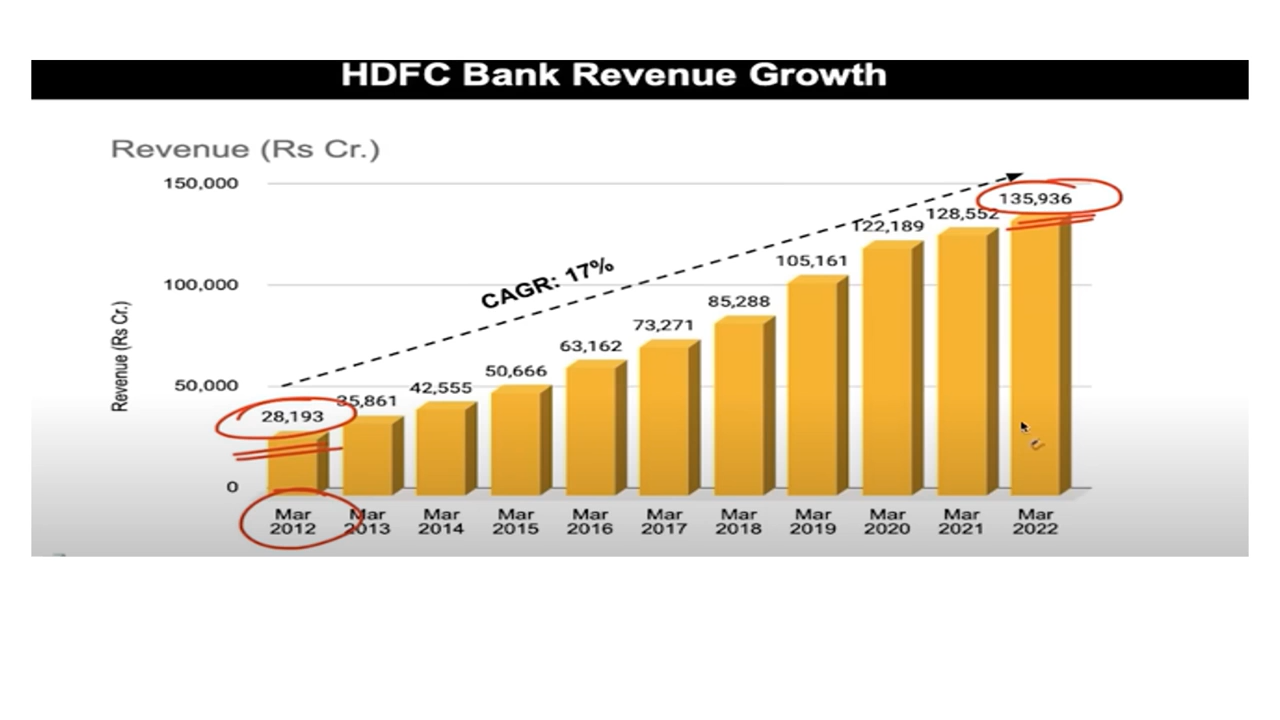 HDFC Bank Revenue Growth
Revenue (Rs Cr.)
150,000
100,000
50,000
0
Revenue (Rs Cr.)
CAGR: 17%
28,193
35,861
42,555
50,666
63,162
73,271
85,288
105,161
122,189
128,552
135,936
Mar 2012
Mar 2013
Mar 2014
Mar 2015
Mar 2016
Mar 2017
Mar 2018
Mar 2019
Mar 2020
Mar 2021
Mar 2022